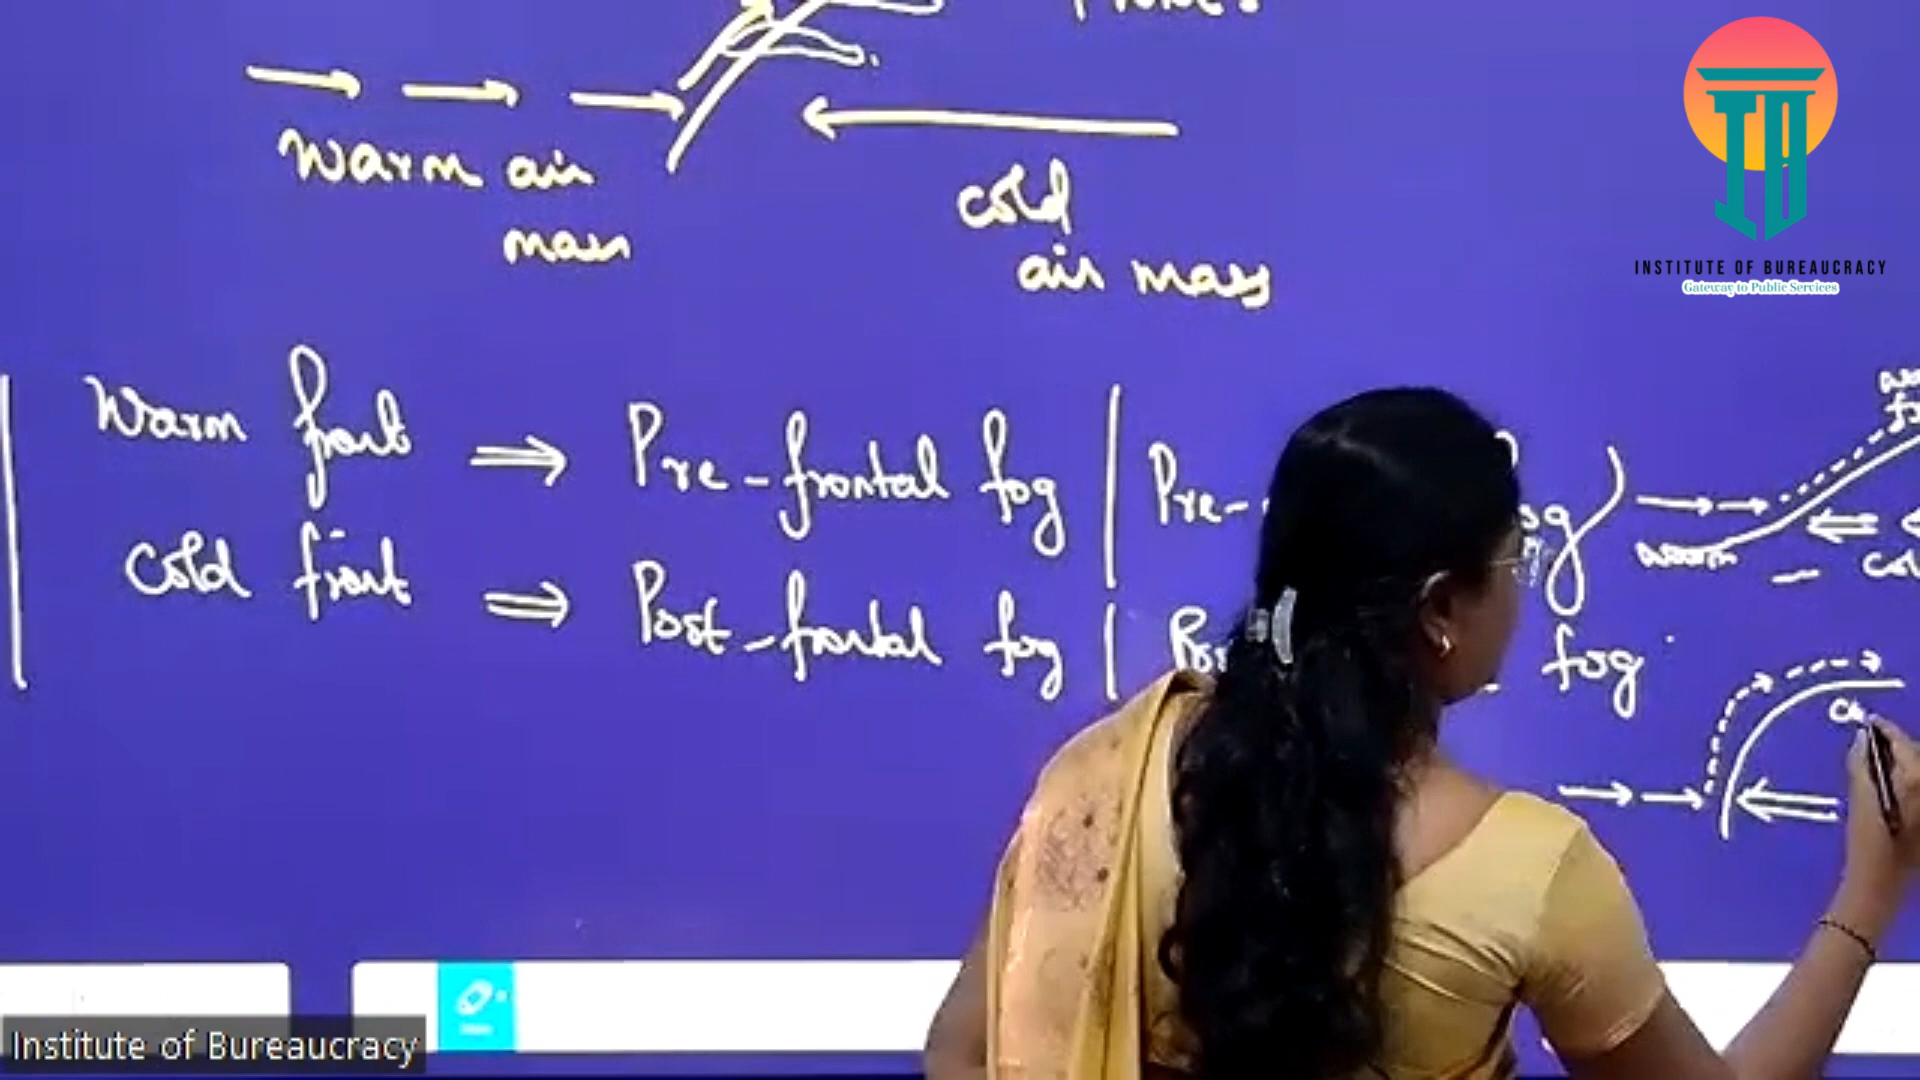 Warm air
mass
cold
air mass
INSTITUTE OF BUREAUCRACY
Gateway to Public Services
Warm front ⇒ Pre-frontal fog | Pre-
Cold front ⇒ Post-frontal fog | fog
warm
Institute of Bureaucracy